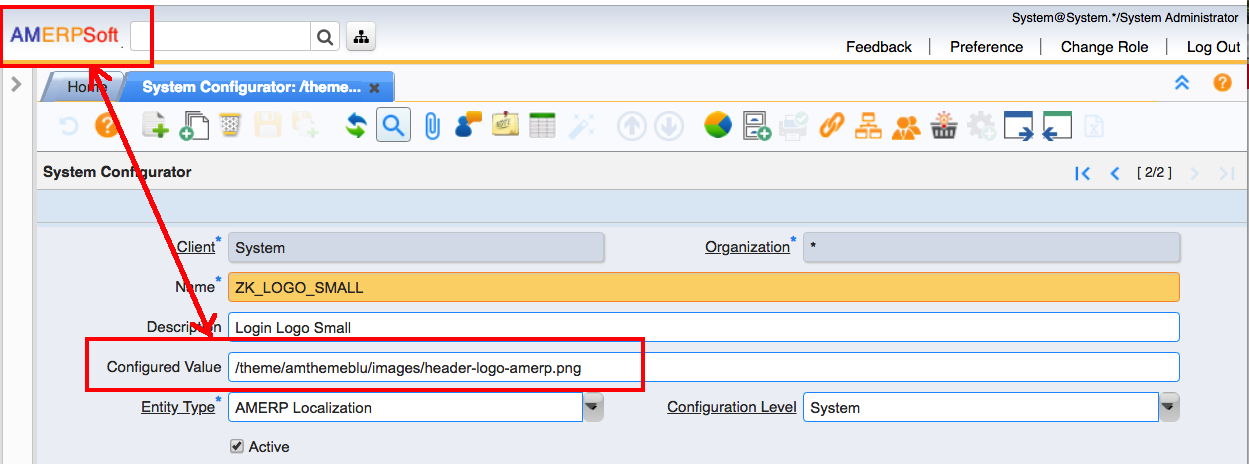 System@System.*/System Administrator
AMERPSoft
Feedback | Preference | Change Role | Log Out
Home System Configurator: /theme...
System Configurator [ 2/2 ]
Client* System Organization* *
Name* ZK_LOGO_SMALL
Description Login Logo Small
Configured Value /theme/amthemeblu/images/header-logo-amerp.png
Entity Type* AMERP Localization Configuration Level System
Active